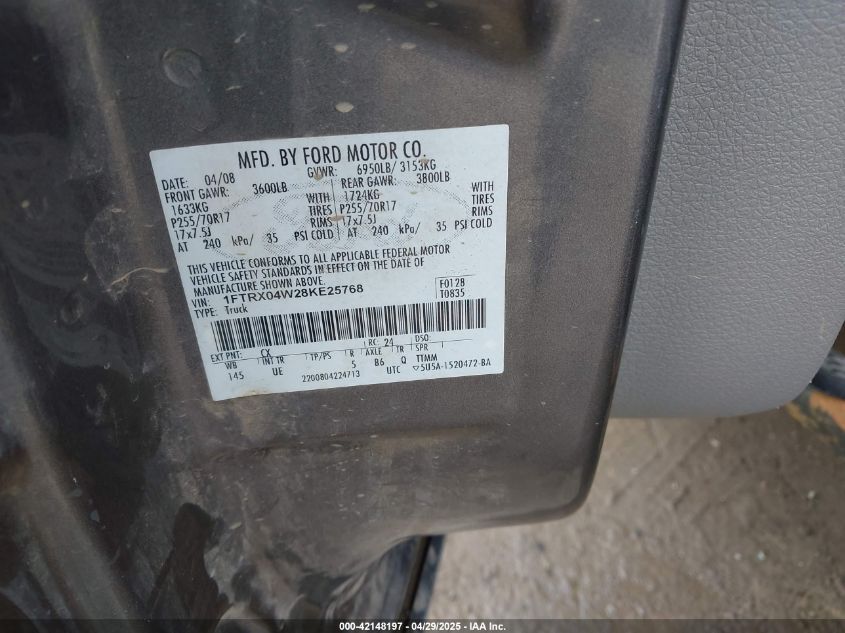 MFD. BY FORD MOTOR CO.
DATE: 04/08 GVWR: 6950LB/ 3153KG
FRONT GAWR: 3600LB REAR GAWR: 3800LB
1633KG WITH 1724KG WITH
P255/70R17 TIRES P255/70R17 TIRES
17x7.5J RIMS 17x7.5J RIMS
AT 240 kPa/ 35 PSI COLD AT 240 kPa/ 35 PSI COLD
THIS VEHICLE CONFORMS TO ALL APPLICABLE FEDERAL MOTOR
VEHICLE SAFETY STANDARDS IN EFFECT ON THE DATE OF
MANUFACTURE SHOWN ABOVE.
VIN: 1FTRX04W28KE25768 F0128
TYPE: Truck T0835
EXT PNT: CX RC: 24 DSO:
WB INT TR TP/PS R AXLE TR SPR
145 UE 5 B6 Q TTMM
2200804224713 UTC ▽5U5A-1520472-BA
000-42148197 - 04/29/2025 - IAA Inc.